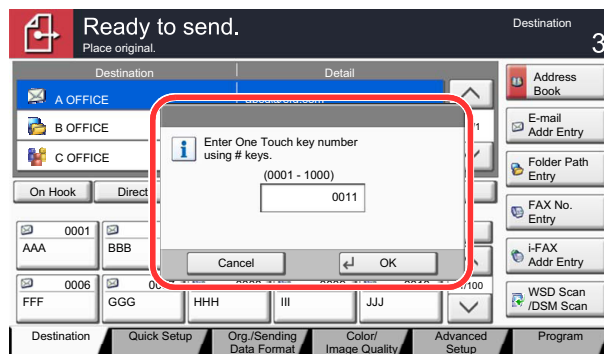 Ready to send.
Place original.
Destination
3
Destination Detail
A OFFICE
B OFFICE
C OFFICE
/1
On Hook Direct
Enter One Touch key number
using # keys.
(0001 - 1000)
0011
Cancel OK
0001
AAA BBB
0006
FFF GGG HHH III JJJ
/100
Address
Book
E-mail
Addr Entry
Folder Path
Entry
FAX No.
Entry
i-FAX
Addr Entry
WSD Scan
/DSM Scan
Destination Quick Setup Org./Sending
Data Format Color/
Image Quality Advanced
Setup Program